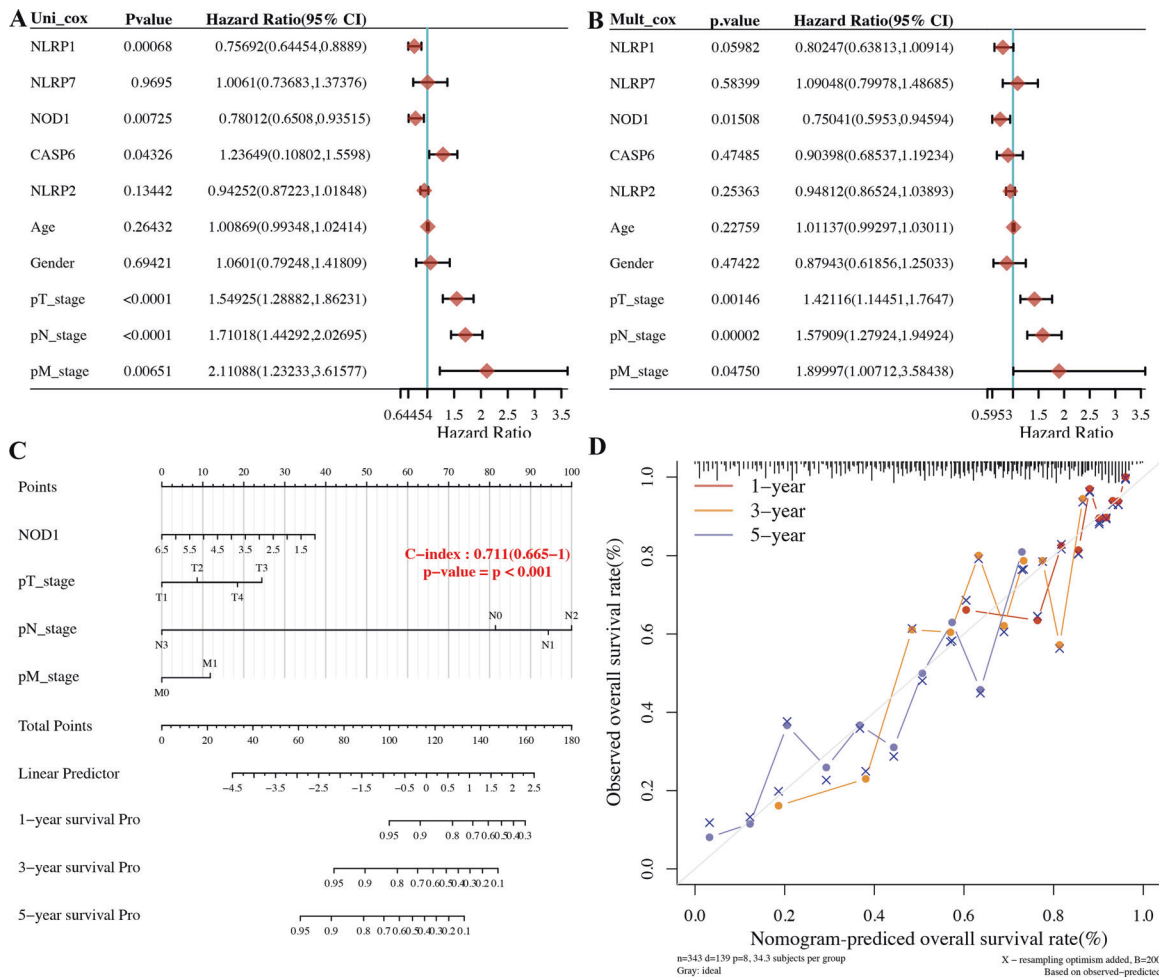 A
Uni_cox Pvalue Hazard Ratio(95% CI)
NLRP1 0.00068 0.75692(0.64454,0.8889)
NLRP7 0.9695 1.0061(0.73683,1.37376)
NOD1 0.00725 0.78012(0.6508,0.93515)
CASP6 0.04326 1.23649(0.10802,1.5598)
NLRP2 0.13442 0.94252(0.87223,1.01848)
Age 0.26432 1.00869(0.99348,1.02414)
Gender 0.69421 1.0601(0.79248,1.41809)
pT_stage <0.0001 1.54925(1.28882,1.86231)
pN_stage <0.0001 1.71018(1.44292,2.02695)
pM_stage 0.00651 2.11088(1.23233,3.61577)
0.64454 1.5 2 2.5 3 3.5
Hazard Ratio
B
Mult_cox p.value Hazard Ratio(95% CI)
NLRP1 0.05982 0.80247(0.63813,1.00914)
NLRP7 0.58399 1.09048(0.79978,1.48685)
NOD1 0.01508 0.75041(0.5953,0.94594)
CASP6 0.47485 0.90398(0.68537,1.19234)
NLRP2 0.25363 0.94812(0.86524,1.03893)
Age 0.22759 1.01137(0.99297,1.03011)
Gender 0.47422 0.87943(0.61856,1.25033)
pT_stage 0.00146 1.42116(1.14451,1.7647)
pN_stage 0.00002 1.57909(1.27924,1.94924)
pM_stage 0.04750 1.89997(1.00712,3.58438)
0.5953 1.5 2 2.5 3 3.5
Hazard Ratio
C
0 10 20 30 40 50 60 70 80 90 100
Points
NOD1
6.5 5.5 4.5 3.5 2.5 1.5
C-index : 0.711(0.665-1)
p-value = p < 0.001
T2 T3
pT_stage
T1 T4
N0 N2
pN_stage
N3 N1
M1
pM_stage
M0
Total Points
0 20 40 60 80 100 120 140 160 180
Linear Predictor
-4.5 -3.5 -2.5 -1.5 -0.5 0 0.5 1 1.5 2 2.5
1-year survival Pro
0.95 0.9 0.8 0.7 0.6 0.5 0.4 0.3
3-year survival Pro
0.95 0.9 0.8 0.7 0.6 0.5 0.4 0.3 0.2 0.1
5-year survival Pro
0.95 0.9 0.8 0.7 0.6 0.5 0.4 0.3 0.2 0.1
D
1-year
3-year
5-year
Observed overall survival rate(%)
1.0
0.8
0.6
0.4
0.2
0.0
0.0 0.2 0.4 0.6 0.8 1.0
Nomogram-prediced overall survival rate(%)
n=343 d=139 p=8, 34.3 subjects per group
Gray: ideal
X - resampling optimism added, B=200
Based on observed-predicted